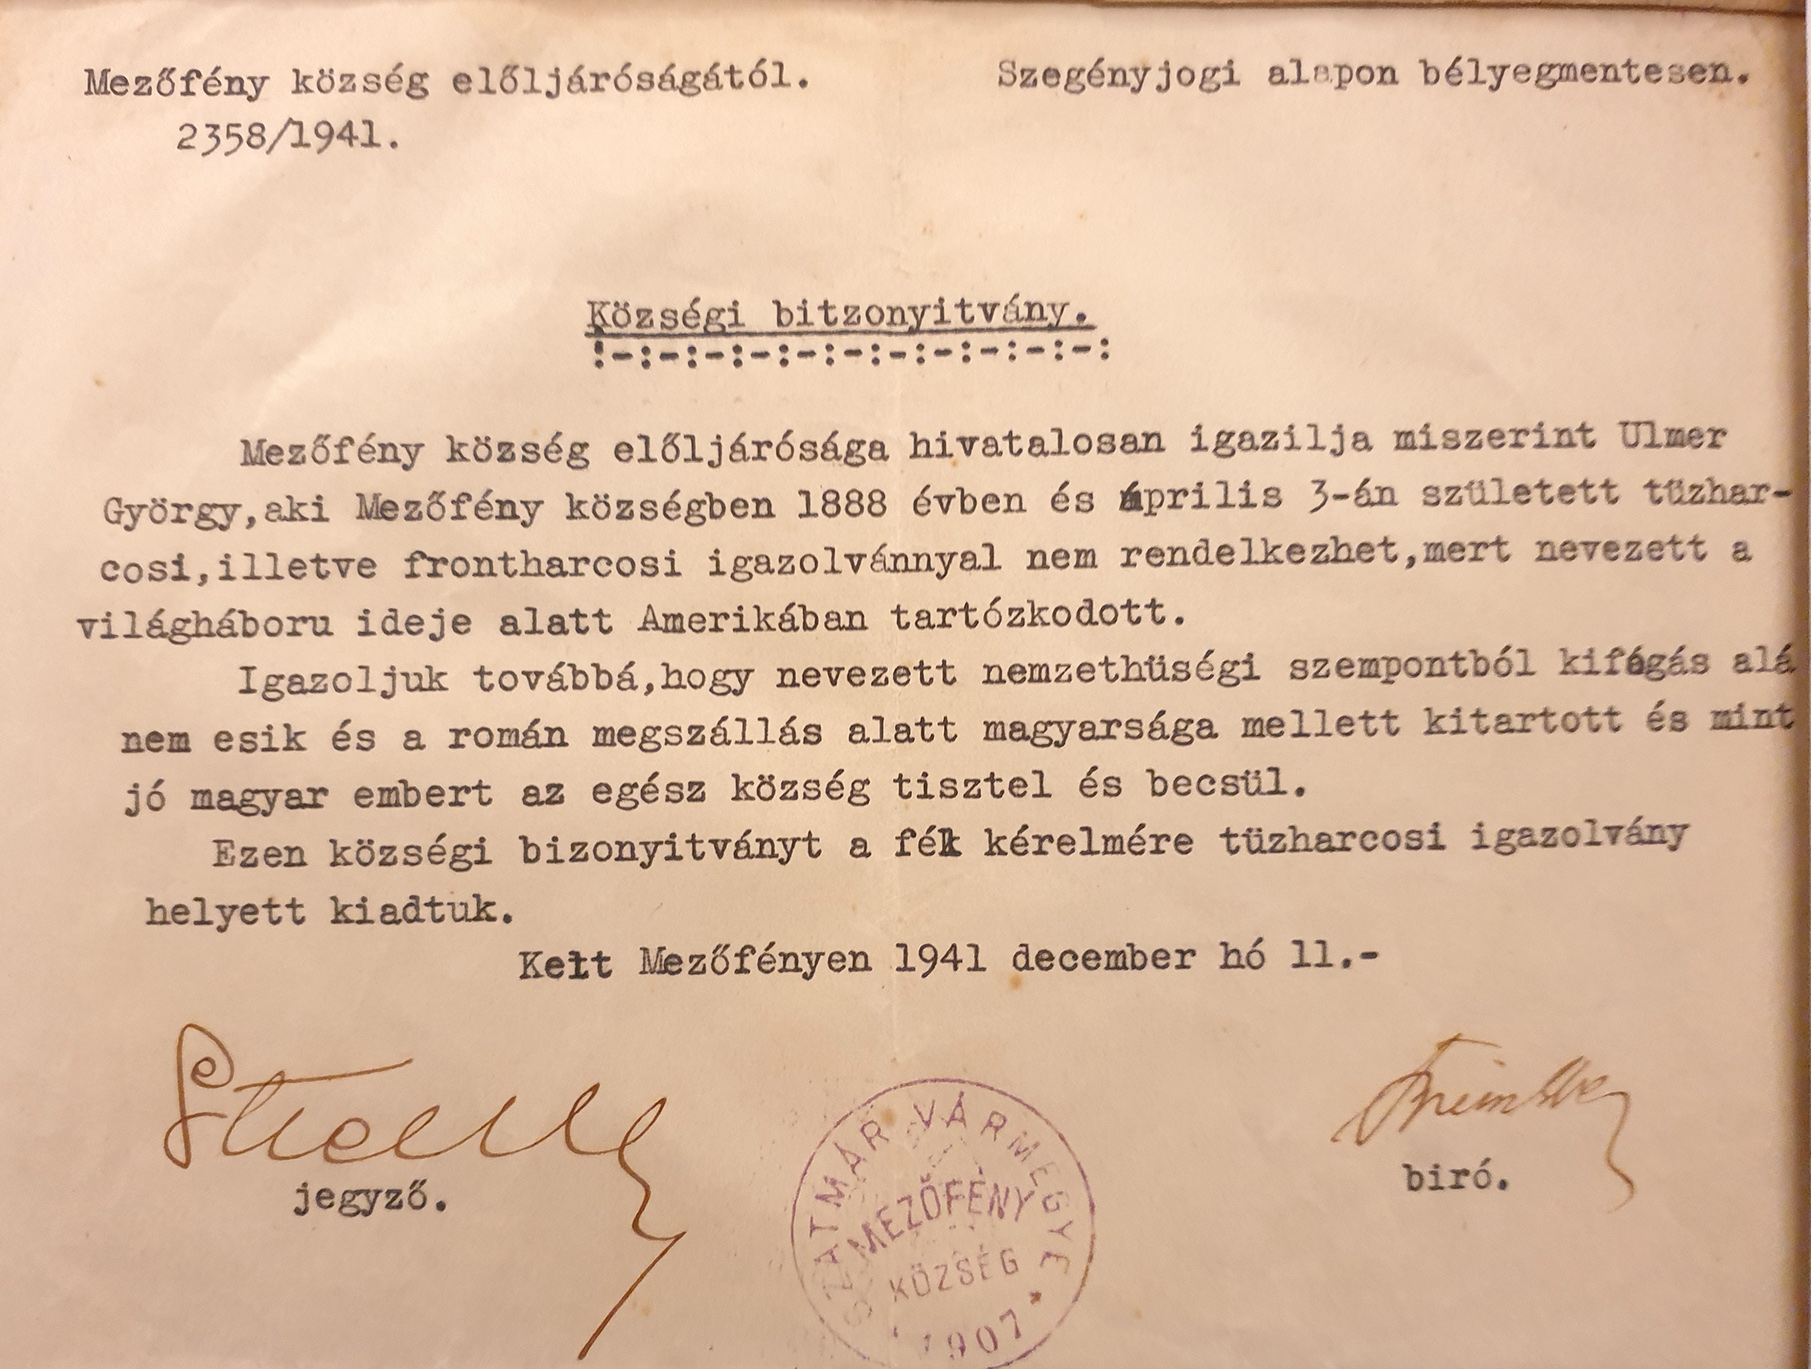 Mezőfény község előljáróságától.
Szegényjogi alapon bélyegmentesen.
2358/1941.
Községi bitzonyitvány.
:-:-:-:-:-:-:-:-:-:-:-:
Mezőfény község előljárósága hivatalosan igazilja miszerint Ulmer
György,aki Mezőfény községben 1888 évben és április 3-án született tüzhar-
cosi,illetve frontharcosi igazolvánnyal nem rendelkezhet,mert nevezett a
világháboru ideje alatt Amerikában tartózkodott.
Igazoljuk továbbá,hogy nevezett nemzethüségi szempontból kifogás alá
nem esik és a román megszállás alatt magyarsága mellett kitartott és mint
jó magyar embert az egész község tisztel és becsül.
Ezen községi bizonyitványt a fél kérelmére tüzharcosi igazolvány
helyett kiadtuk.
Kelt Mezőfényen 1941 december hó 11.-
jegyző.
biró.
SZATMÁR VÁRMEGYE
MEZŐFÉNY
KÖZSÉG
* 1907 *